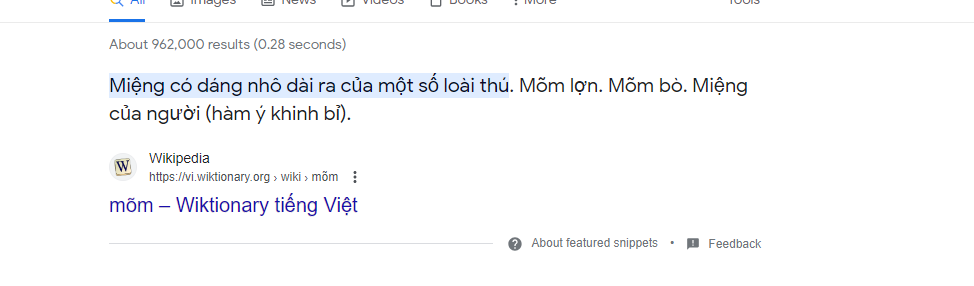 All Images News Videos Books More Tools
About 962,000 results (0.28 seconds)
Miệng có dáng nhô dài ra của một số loài thú. Mõm lợn. Mõm bò. Miệng
của người (hàm ý khinh bỉ).
W
Wikipedia
https://vi.wiktionary.org › wiki › mõm
mõm – Wiktionary tiếng Việt
About featured snippets • Feedback